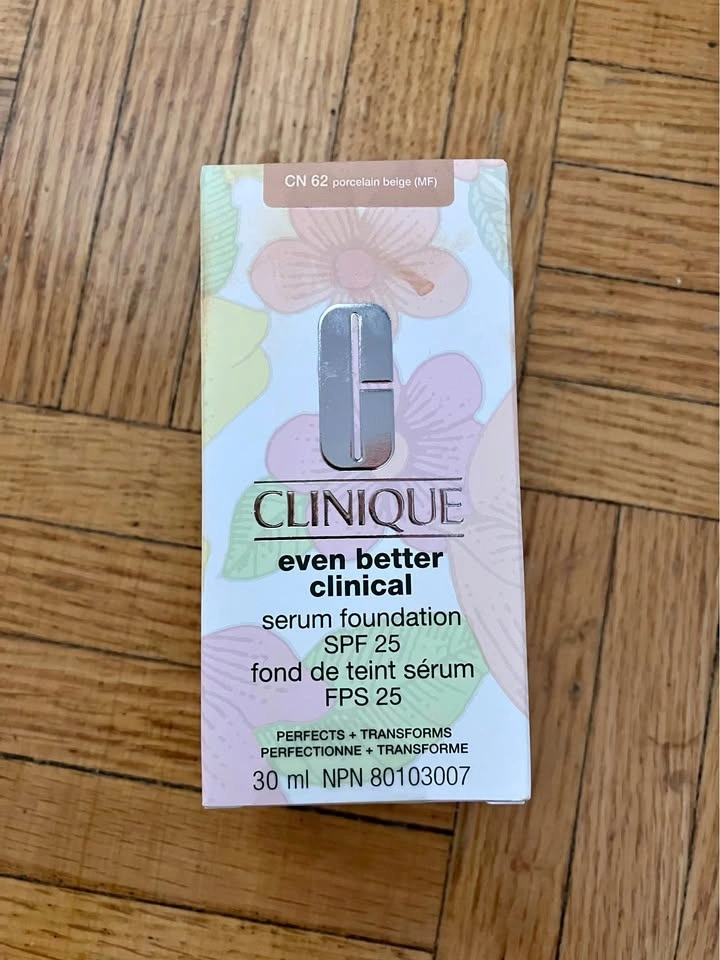 CN 62 porcelain beige (MF)
CLINIQUE
even better
clinical
serum foundation
SPF 25
fond de teint sérum
FPS 25
PERFECTS + TRANSFORMS
PERFECTIONNE + TRANSFORME
30 ml NPN 80103007